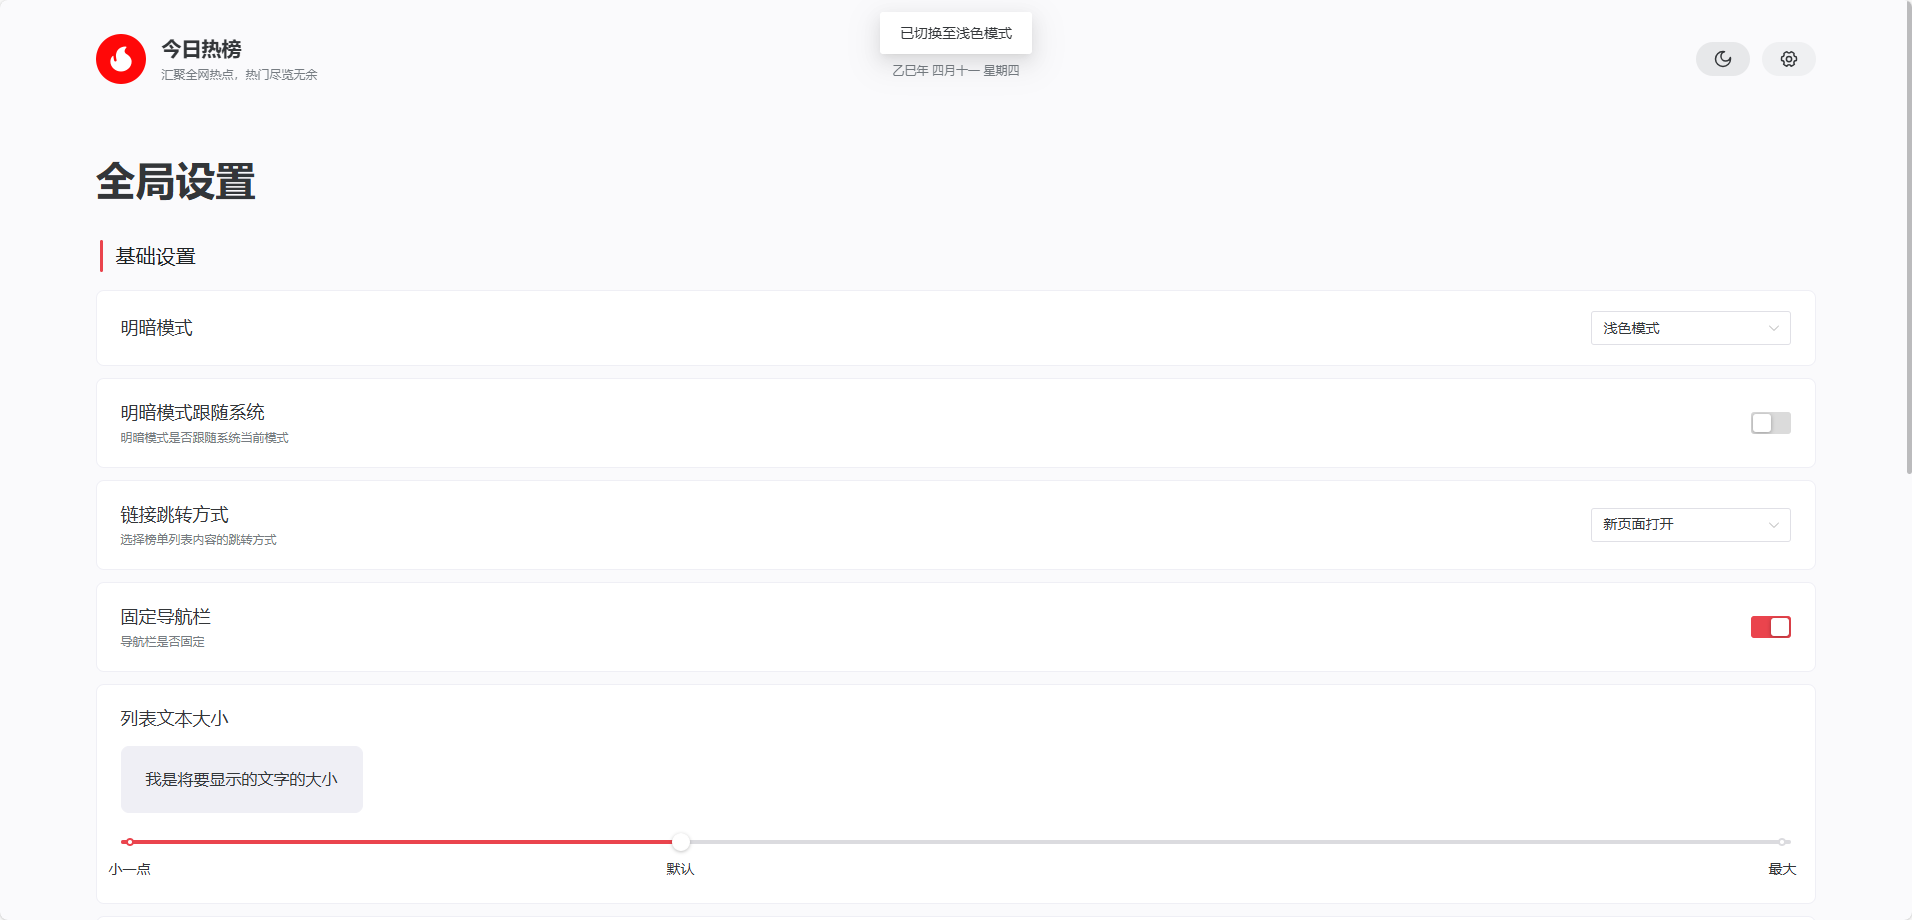 今日热榜
汇聚全网热点，热门尽览无余
已切换至浅色模式
乙巳年 四月十一 星期四
全局设置
基础设置
明暗模式
浅色模式
明暗模式跟随系统
明暗模式是否跟随系统当前模式
链接跳转方式
选择榜单列表内容的跳转方式
新页面打开
固定导航栏
导航栏是否固定
列表文本大小
我是将要显示的文字的大小
小一点
默认
最大